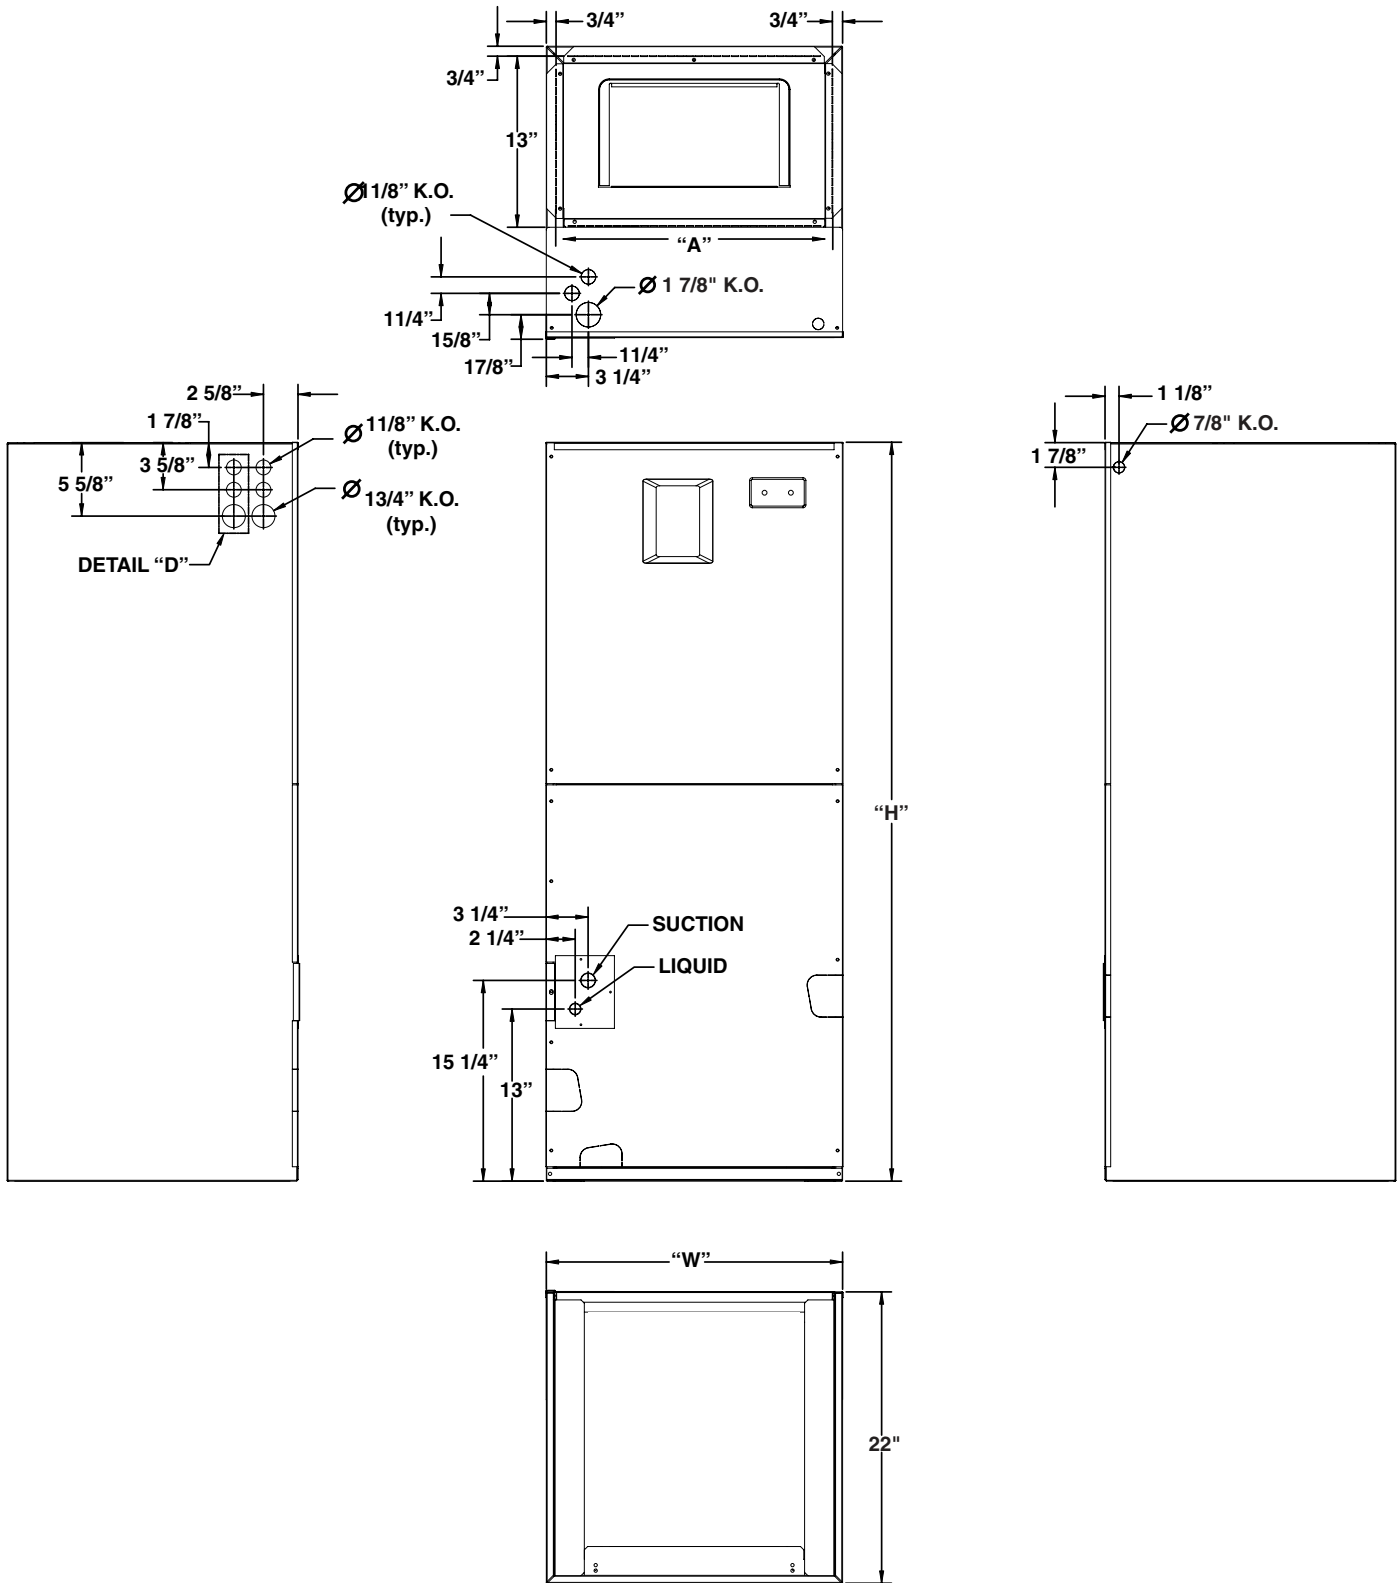 3/4”
3/4”
3/4”
13”
Ø11/8” K.O.
(typ.)
“A”
Ø 1 7/8" K.O.
11/4”
15/8”
17/8”
11/4”
3 1/4”
2 5/8”
1 7/8”
3 5/8”
5 5/8”
Ø 11/8” K.O.
(typ.)
Ø 13/4” K.O.
(typ.)
DETAIL “D”
1 1/8”
Ø 7/8" K.O.
1 7/8”
“H”
3 1/4”
2 1/4”
SUCTION
LIQUID
15 1/4”
13”
“W”
22"